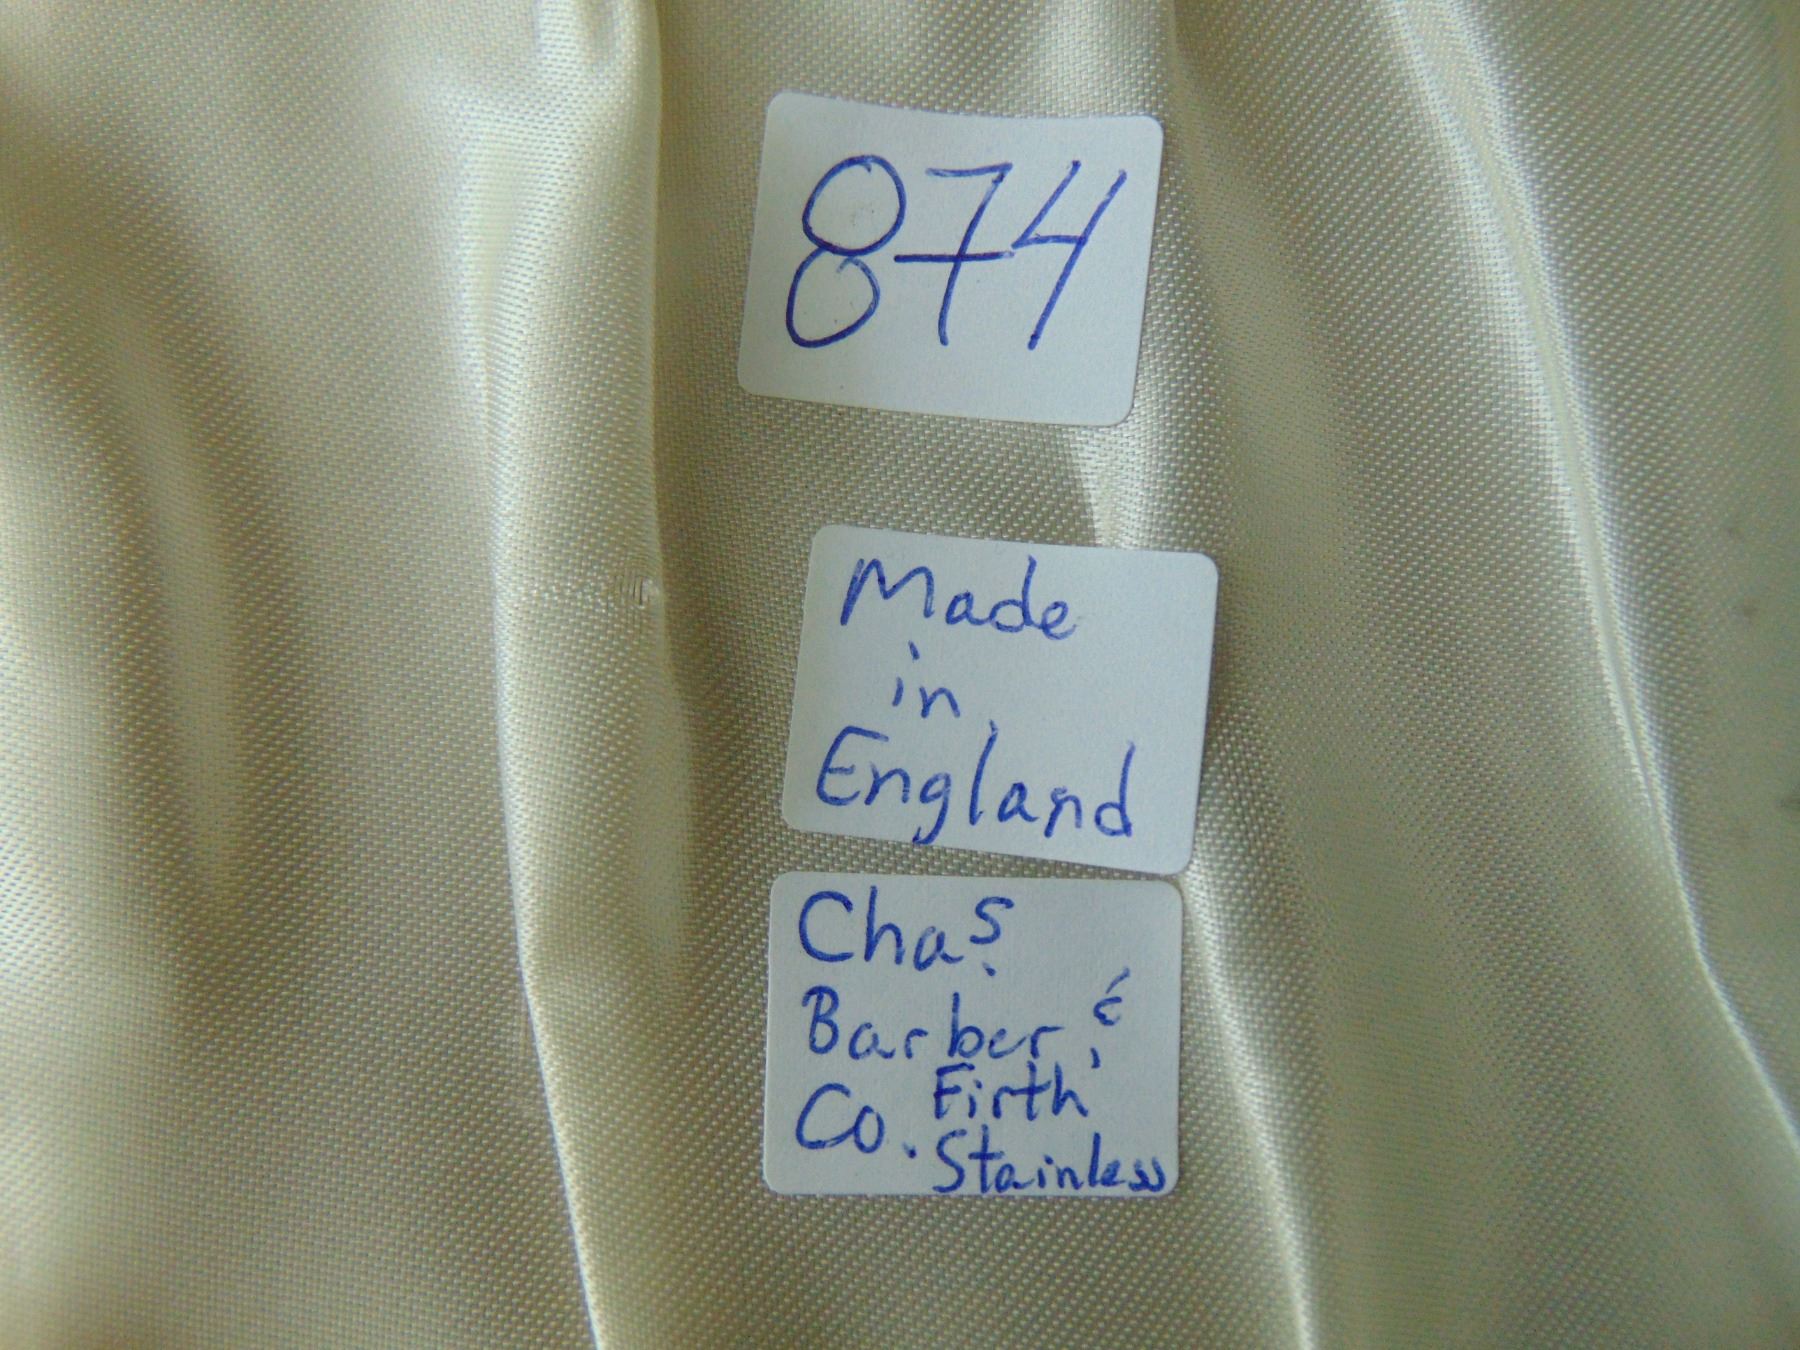 874
Made
in
England
Chas.
Barber &
Co. Firth,
Stainless